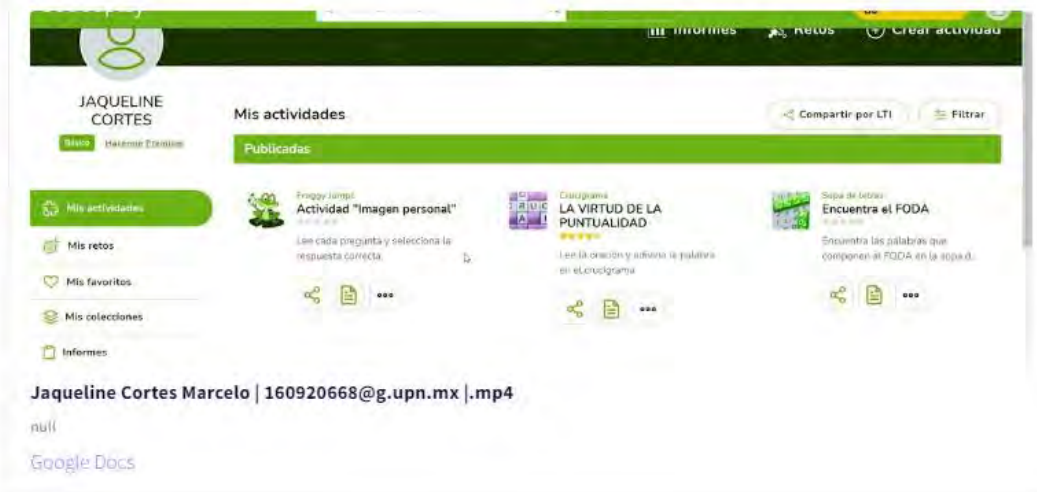 Informes
Retos
Crear actividad
JAQUELINE
CORTES
Básico
Hacerme Premium
Mis actividades
Compartir por LTI
Filtrar
Publicadas
Mis actividades
Mis retos
Mis favoritos
Mis colecciones
Informes
Froggy Jumps
Actividad "Imagen personal"
Lee cada pregunta y selecciona la
respuesta correcta.
Crucigrama
LA VIRTUD DE LA
PUNTUALIDAD
Lee la oración y adivina la palabra
en el crucigrama
Sopa de letras
Encuentra el FODA
Encuentra las palabras que
componen al FODA en la sopa d...
Jaqueline Cortes Marcelo | 160920668@g.upn.mx |.mp4
null
Google Docs